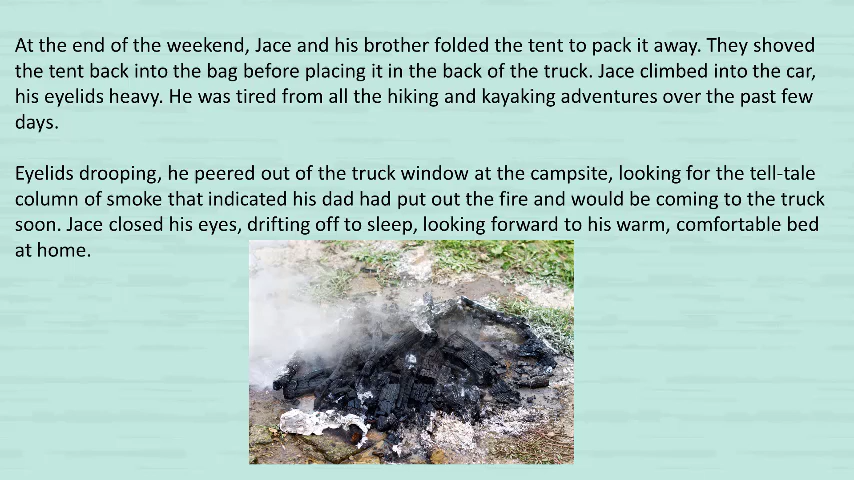 At the end of the weekend, Jace and his brother folded the tent to pack it away. They shoved
the tent back into the bag before placing it in the back of the truck. Jace climbed into the car,
his eyelids heavy. He was tired from all the hiking and kayaking adventures over the past few
days.
Eyelids drooping, he peered out of the truck window at the campsite, looking for the tell-tale
column of smoke that indicated his dad had put out the fire and would be coming to the truck
soon. Jace closed his eyes, drifting off to sleep, looking forward to his warm, comfortable bed
at home.